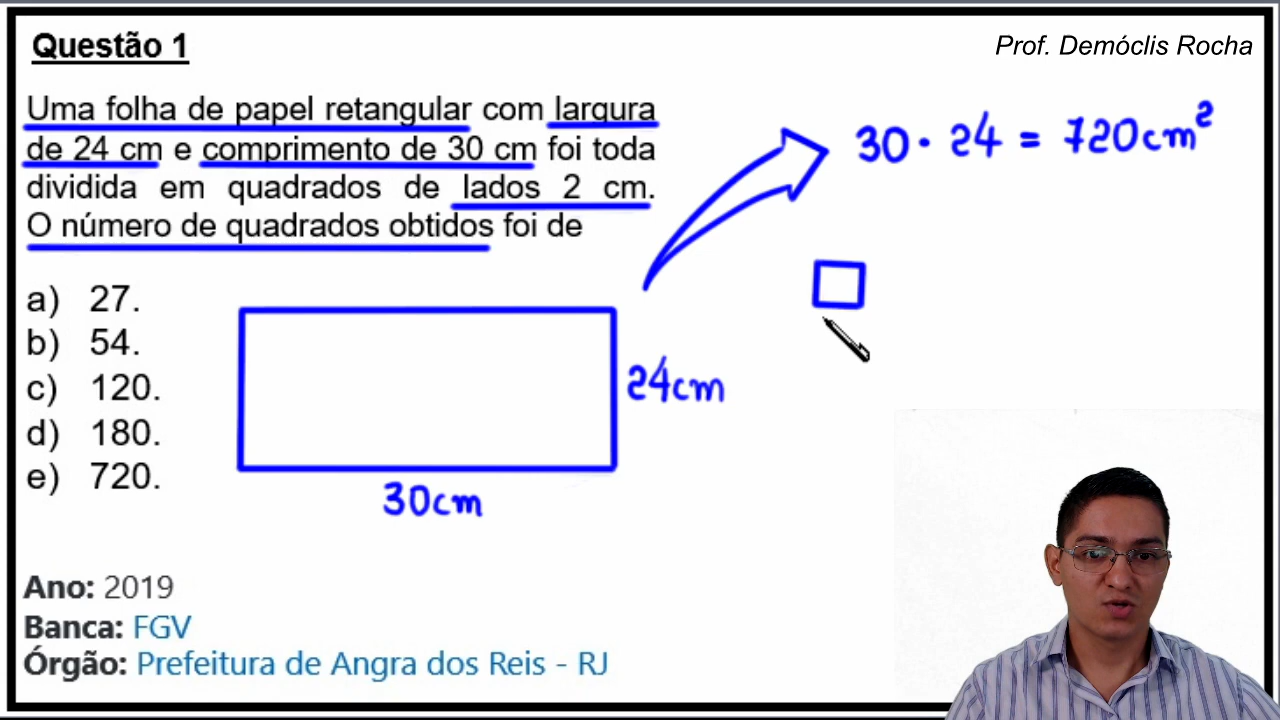 Questão 1
Prof. Demóclis Rocha
Uma folha de papel retangular com largura
de 24 cm e comprimento de 30 cm foi toda
dividida em quadrados de lados 2 cm.
O número de quadrados obtidos foi de
30 · 24 = 720cm²
a) 27.
b) 54.
c) 120.
d) 180.
e) 720.
24cm
30cm
Ano: 2019
Banca: FGV
Órgão: Prefeitura de Angra dos Reis - RJ